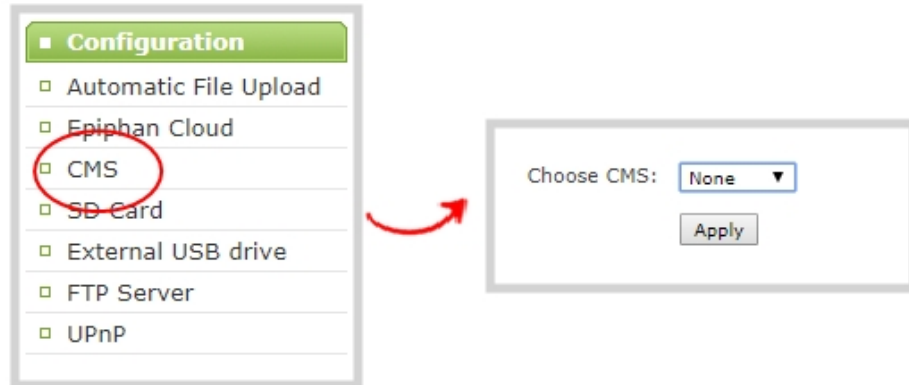 Configuration
Automatic File Upload
Epiphan Cloud
CMS
SD Card
External USB drive
FTP Server
UPnP
Choose CMS: None
Apply